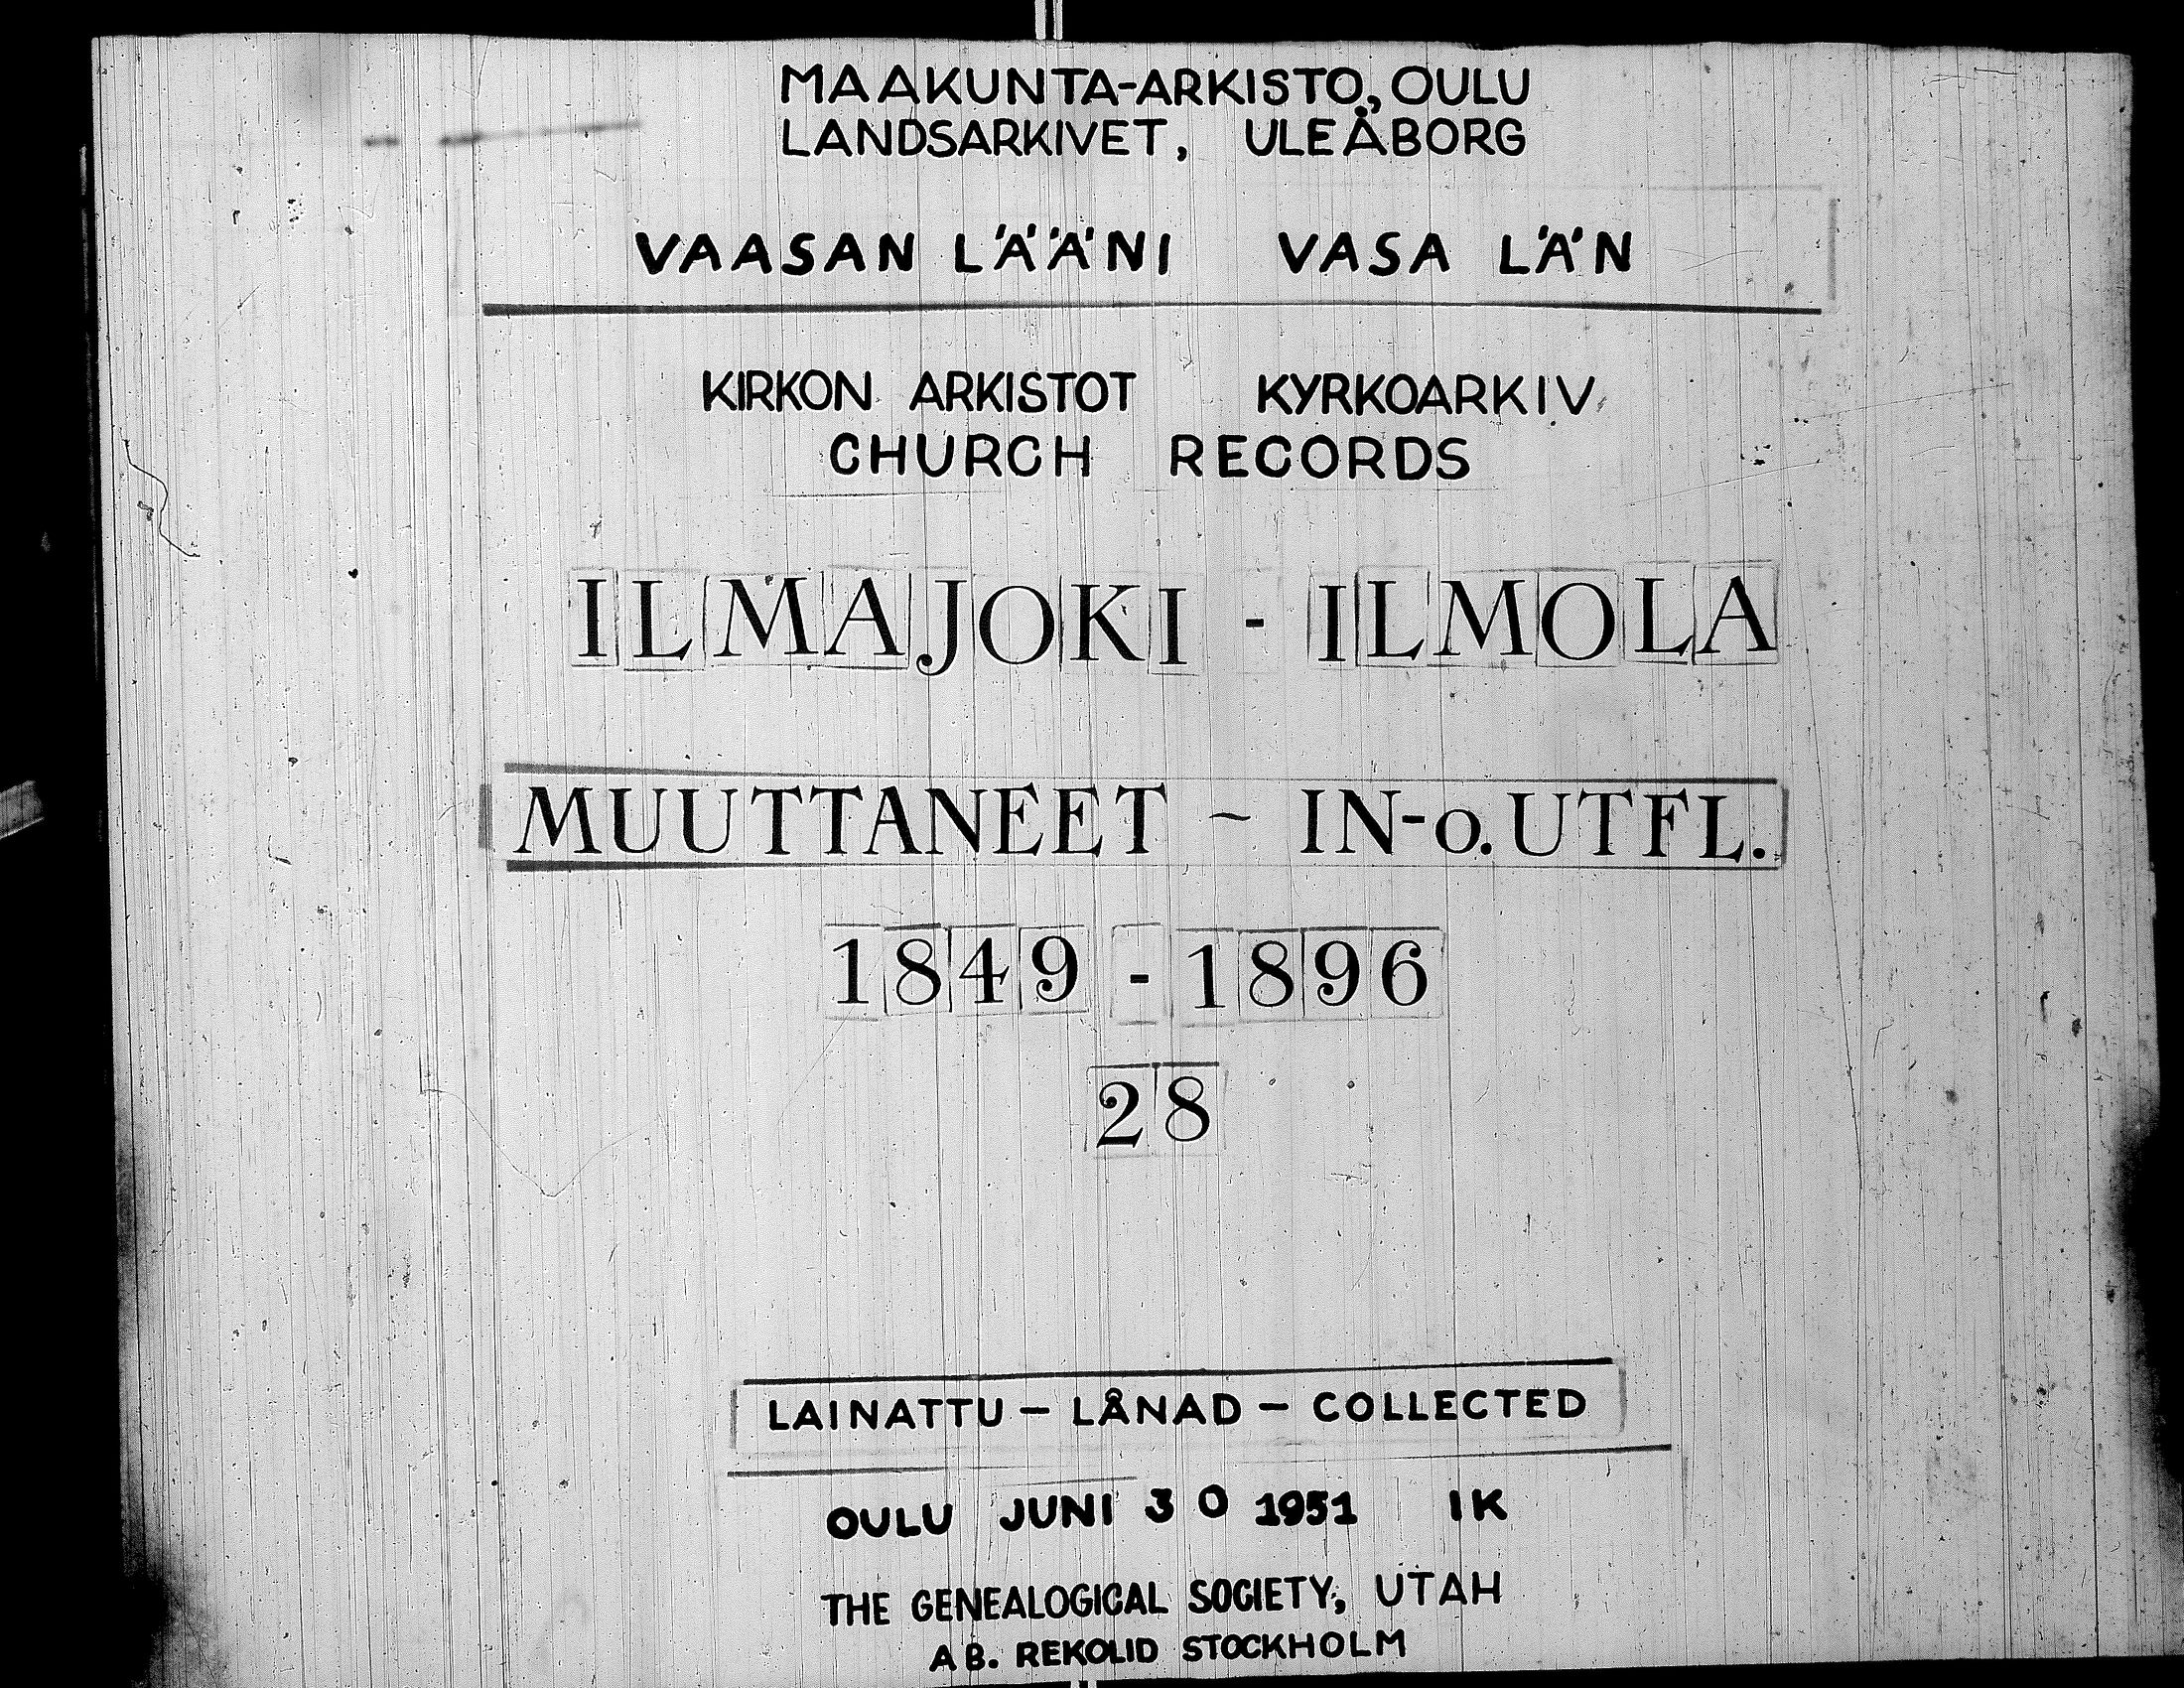 MAAKUNTA-ARKISTO, OULU
LANDSARKIVET, ULEÅBORG
VAASAN LÄÄNI VASA LÄN
KIRKON ARKISTOT KYRKOARKIV
CHURCH RECORDS
ILMAJOKI - ILMOLA
MUUTTANEET ~ IN-o. UTFL.
1849 - 1896
28
LAINATTU – LÅNAD – COLLECTED
OULU JUNI 30 1951 IK
THE GENEALOGICAL SOCIETY, UTAH
AB. REKOLID STOCKHOLM